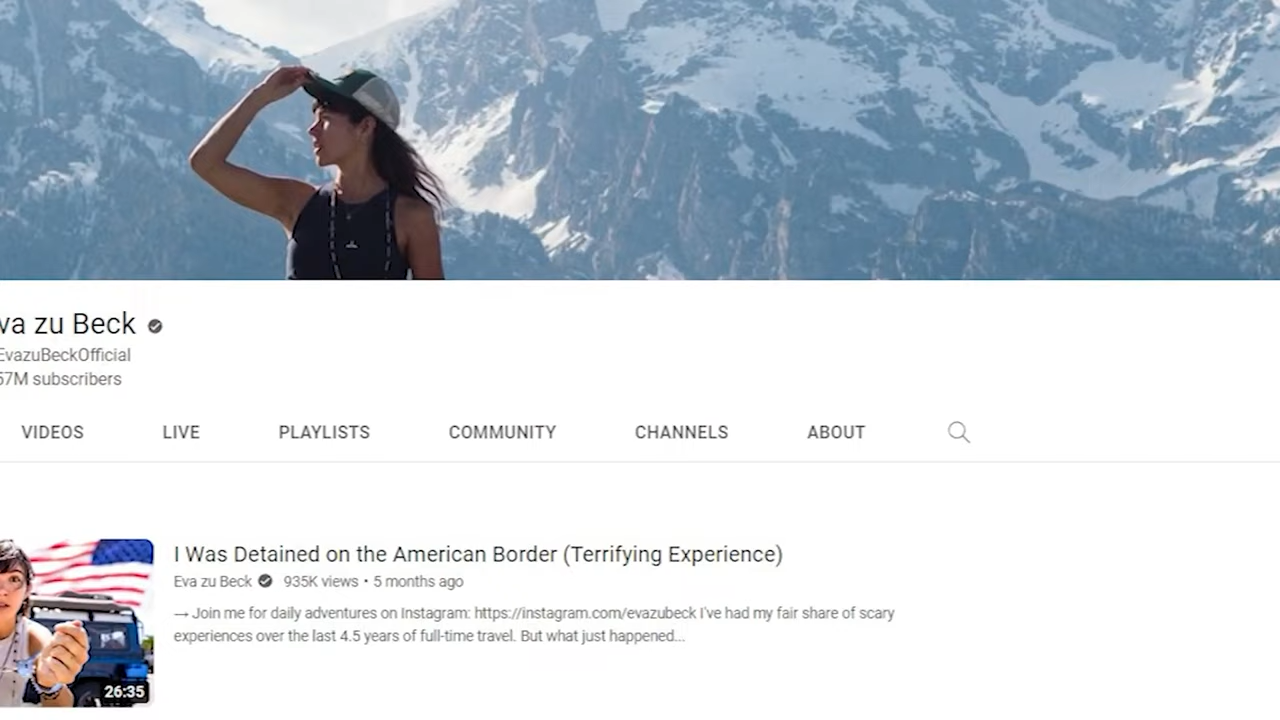 va zu Beck
EvazuBeckOfficial
57M subscribers
VIDEOS LIVE PLAYLISTS COMMUNITY CHANNELS ABOUT
I Was Detained on the American Border (Terrifying Experience)
Eva zu Beck 935K views • 5 months ago
→ Join me for daily adventures on Instagram: https://instagram.com/evazubeck I've had my fair share of scary
experiences over the last 4.5 years of full-time travel. But what just happened...
26:35